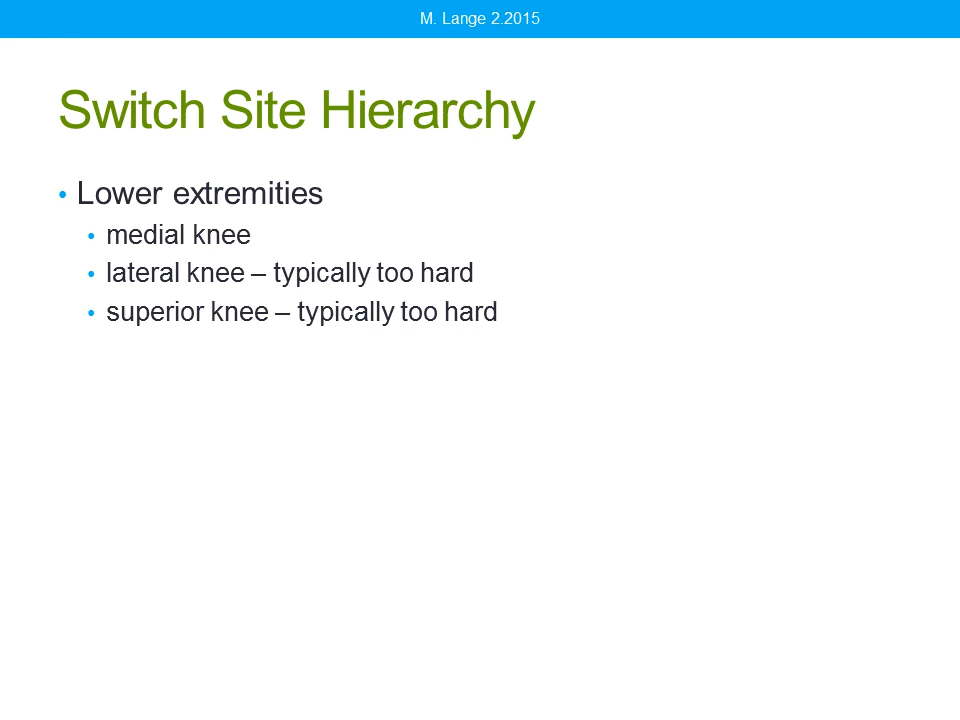 M. Lange 2.2015
Switch Site Hierarchy
• Lower extremities
• medial knee
• lateral knee – typically too hard
• superior knee – typically too hard